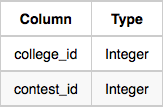 Column Type
college_id Integer
contest_id Integer